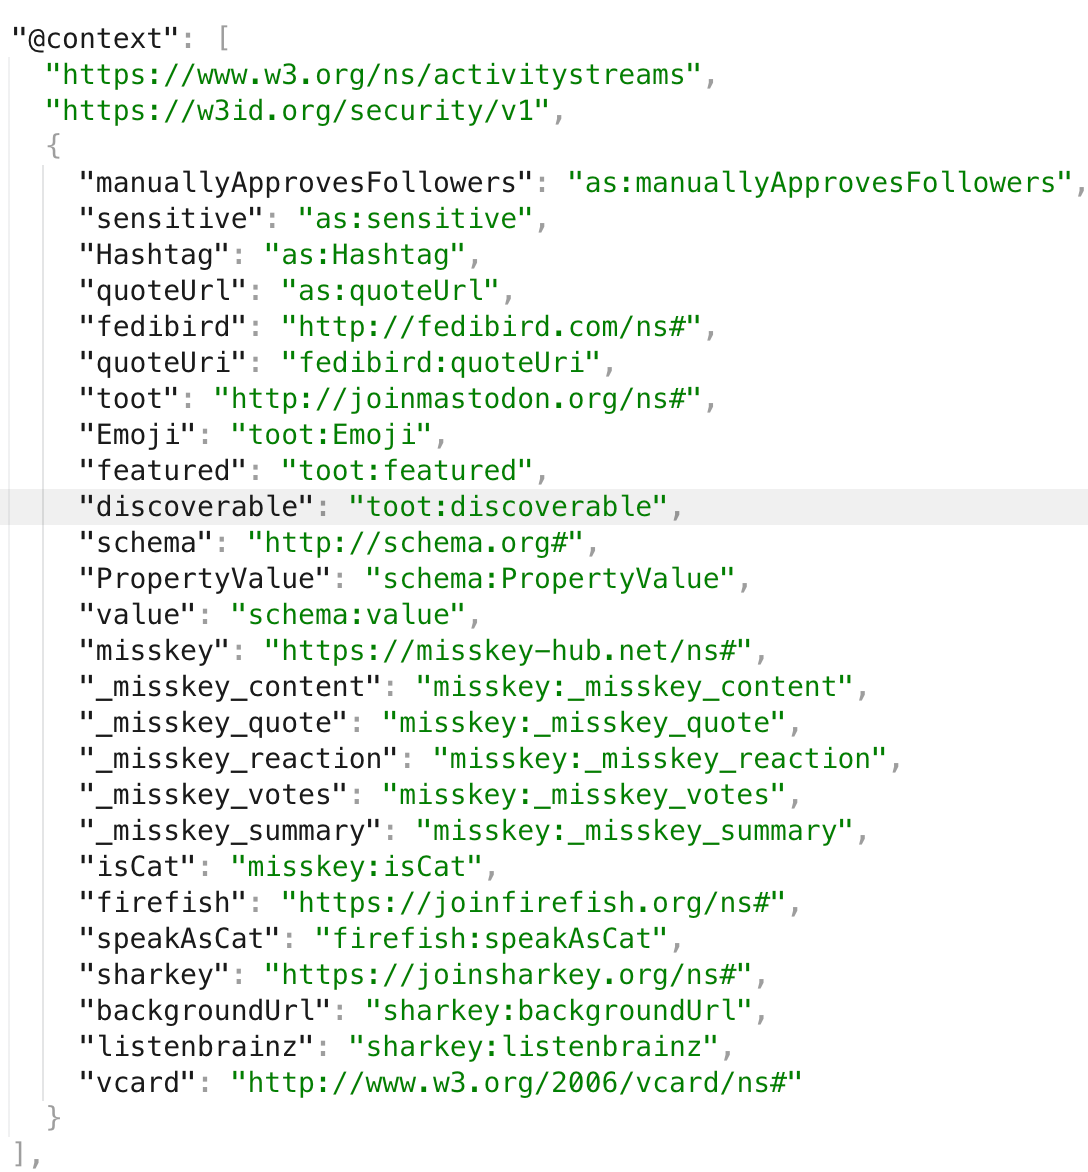 "@context": [
"https://www.w3.org/ns/activitystreams",
"https://w3id.org/security/v1",
{
"manuallyApprovesFollowers": "as:manuallyApprovesFollowers",
"sensitive": "as:sensitive",
"Hashtag": "as:Hashtag",
"quoteUrl": "as:quoteUrl",
"fedibird": "http://fedibird.com/ns#",
"quoteUri": "fedibird:quoteUri",
"toot": "http://joinmastodon.org/ns#",
"Emoji": "toot:Emoji",
"featured": "toot:featured",
"discoverable": "toot:discoverable",
"schema": "http://schema.org#",
"PropertyValue": "schema:PropertyValue",
"value": "schema:value",
"misskey": "https://misskey-hub.net/ns#",
"_misskey_content": "misskey:_misskey_content",
"_misskey_quote": "misskey:_misskey_quote",
"_misskey_reaction": "misskey:_misskey_reaction",
"_misskey_votes": "misskey:_misskey_votes",
"_misskey_summary": "misskey:_misskey_summary",
"isCat": "misskey:isCat",
"firefish": "https://joinfirefish.org/ns#",
"speakAsCat": "firefish:speakAsCat",
"sharkey": "https://joinsharkey.org/ns#",
"backgroundUrl": "sharkey:backgroundUrl",
"listenbrainz": "sharkey:listenbrainz",
"vcard": "http://www.w3.org/2006/vcard/ns#"
}
],